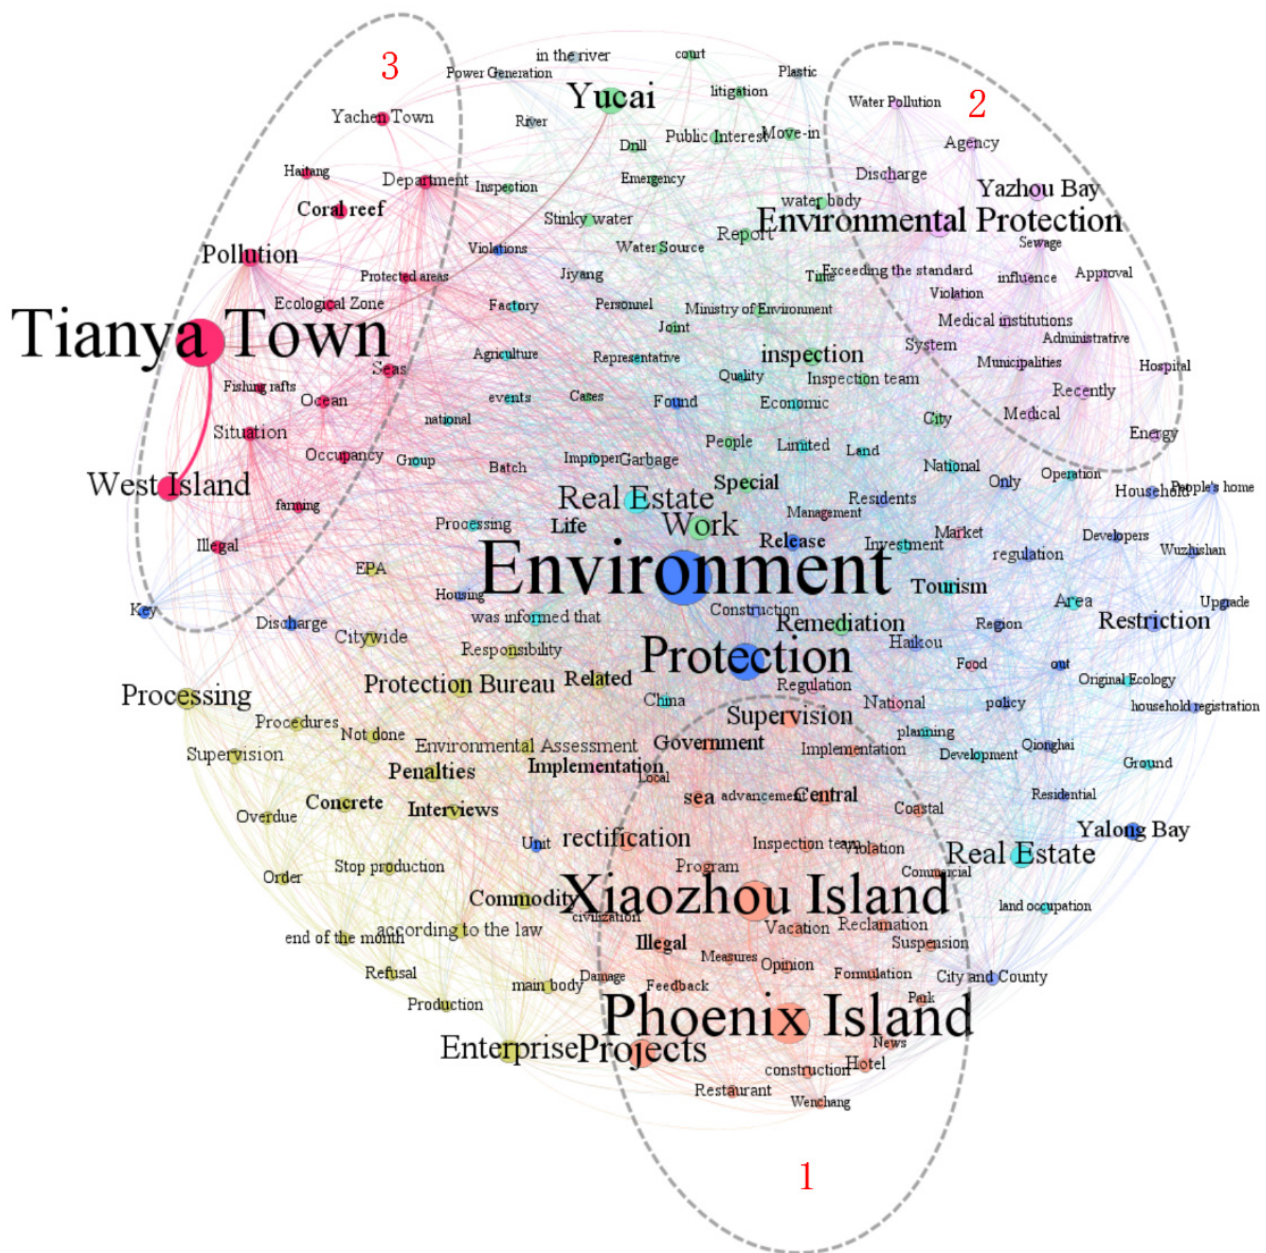 in the river
court
3
Power Generation
Plastic
Yucai
litigation
2
Water Pollution
Yachen Town
River
Public Interest
Move-in
Drill
Agency
Haitang
Department
Inspection
Emergency
Discharge
Yazhou Bay
Coral reef
water body
Stinky water
Environmental Protection
Report
Pollution
Violations
Water Source
Sewage
Protected areas
Jiyang
Time
Exceeding the standard
influence
Approval
Ecological Zone
Factory
Personnel
Ministry of Environment
Violation
Tianya Town
Joint
Medical institutions
Administrative
System
Agriculture
Representative
inspection
Municipalities
Hospital
Seas
Quality
Inspection team
Fishing rafts
Ocean
events
Cases
Found
Economic
Recently
national
City
Medical
Situation
People
Limited
Land
Energy
Occupancy
Group
Batch
Improper
Garbage
National
Operation
West Island
Special
Only
Household
People's home
Real Estate
Residents
farming
Management
Processing
Life
Work
Release
Investment
Market
Developers
Illegal
regulation
Wuzhishan
EPA
Environment
Tourism
Key
Housing
Construction
Area
Upgrade
Discharge
was informed that
Remediation
Region
Restriction
Citywide
Responsibility
Haikou
Protection
Food
out
Protection Bureau
Related
Regulation
Original Ecology
Processing
China
National
policy
household registration
Procedures
Supervision
Not done
Government
planning
Supervision
Environmental Assessment
Implementation
Development
Qionghai
Penalties
Implementation
Local
Ground
Concrete
Interviews
sea
advancement
Central
Coastal
Residential
Overdue
Unit
rectification
Inspection team
Violation
Yalong Bay
Real Estate
Order
Stop production
Program
Commercial
Commodity
Xiaozhou Island
land occupation
civilization
end of the month
according to the law
Vacation
Reclamation
Illegal
Suspension
Refusal
Measures
Opinion
Formulation
City and County
main body
Damage
Feedback
Production
Park
Phoenix Island
Enterprise
Projects
News
construction
Hotel
Restaurant
Wenchang
1